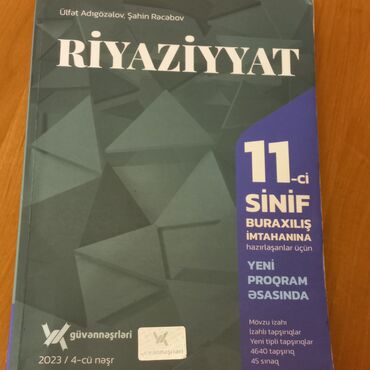 Ülfət Adıgözəlov, Şahin Rəcəbov
RİYAZİYYAT
11-ci
SİNİF
BURAXILIŞ
İMTAHANINA
hazırlaşanlar üçün
YENİ
PROQRAM
ƏSASINDA
Mövzu izahı
İzahlı tapşırıqlar
Yeni tipli tapşırıqlar
4640 tapşırıq
45 sınaq
güvənnəşrləri
güvənnəşrləri
2023 / 4-cü nəşr